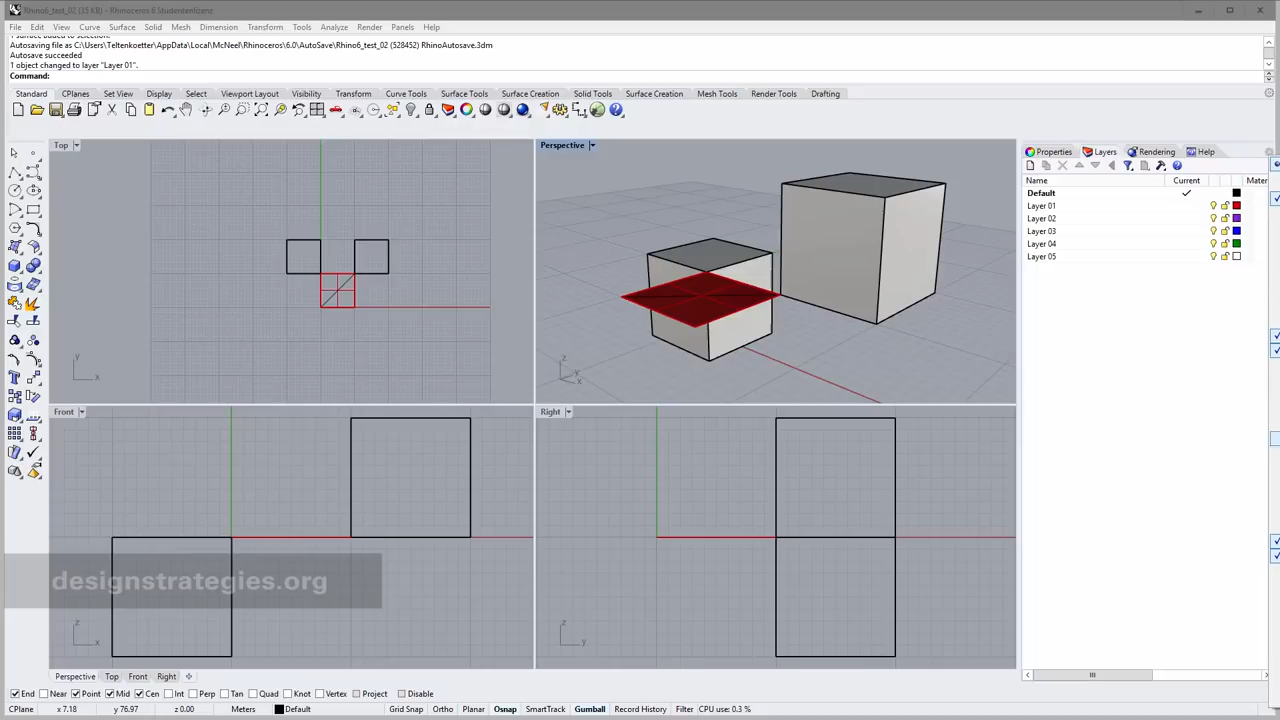 Rhino6_test_02 (35 KB) - Rhinoceros 6 Studentenlizenz
File Edit View Curve Surface Solid Mesh Dimension Transform Tools Analyze Render Panels Help
1 surface added to selection.
Autosaving file as C:\Users\Teltenkoetter\AppData\Local\McNeel\Rhinoceros\6.0\AutoSave\Rhino6_test_02 (528452) RhinoAutosave.3dm
Autosave succeeded
1 object changed to layer "Layer 01".
Command:
Standard CPlanes Set View Display Select Viewport Layout Visibility Transform Curve Tools Surface Tools Surface Creation Solid Tools Surface Creation Mesh Tools Render Tools Drafting
Top
Perspective
Properties Layers Rendering Help
Name Current Mater
Default
Layer 01
Layer 02
Layer 03
Layer 04
Layer 05
y
x
z
y
x
Front
Right
designstrategies.org
z
x
z
y
Perspective Top Front Right
End Near Point Mid Cen Int Perp Tan Quad Knot Vertex Project Disable
CPlane x 7.18 y 76.97 z 0.00 Meters Default Grid Snap Ortho Planar Osnap SmartTrack Gumball Record History Filter CPU use: 0.3 %